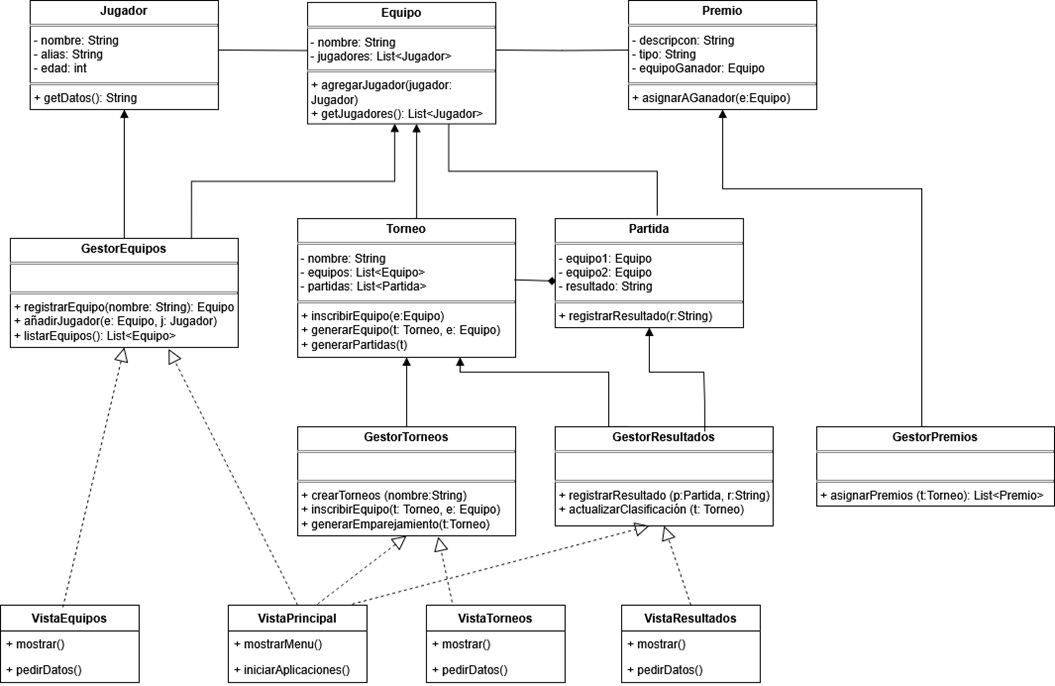 Jugador
- nombre: String
- alias: String
- edad: int
+ getDatos(): String
Equipo
- nombre: String
- jugadores: List<Jugador>
+ agregarJugador(jugador:
Jugador)
+ getJugadores(): List<Jugador>
Premio
- descripcon: String
- tipo: String
- equipoGanador: Equipo
+ asignarAGanador(e:Equipo)
GestorEquipos
+ registrarEquipo(nombre: String): Equipo
+ añadirJugador(e: Equipo, j: Jugador)
+ listarEquipos(): List<Equipo>
Torneo
- nombre: String
- equipos: List<Equipo>
- partidas: List<Partida>
+ inscribirEquipo(e:Equipo)
+ generarEquipo(t: Torneo, e: Equipo)
+ generarPartidas(t)
Partida
- equipo1: Equipo
- equipo2: Equipo
- resultado: String
+ registrarResultado(r:String)
GestorTorneos
+ crearTorneos (nombre:String)
+ inscribirEquipo(t: Torneo, e: Equipo)
+ generarEmparejamiento(t:Torneo)
GestorResultados
+ registrarResultado (p:Partida, r:String)
+ actualizarClasificación (t: Torneo)
GestorPremios
+ asignarPremios (t:Torneo): List<Premio>
VistaEquipos
+ mostrar()
+ pedirDatos()
VistaPrincipal
+ mostrarMenu()
+ iniciarAplicaciones()
VistaTorneos
+ mostrar()
+ pedirDatos()
VistaResultados
+ mostrar()
+ pedirDatos()